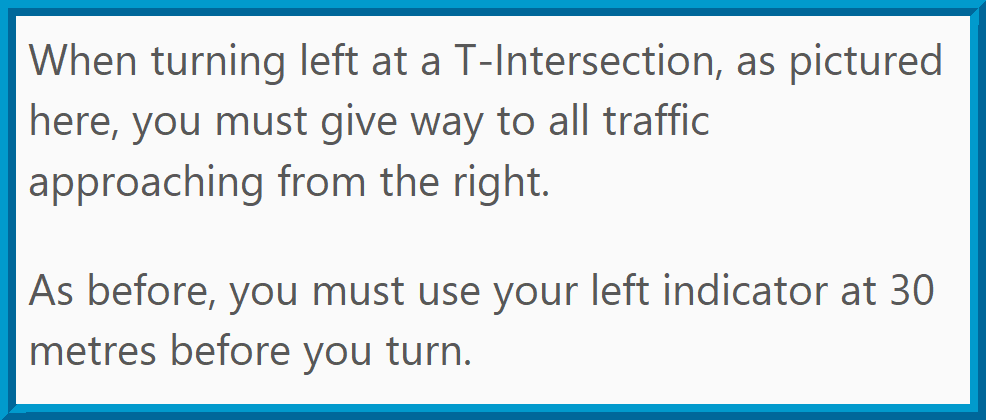 When turning left at a T-Intersection, as pictured
here, you must give way to all traffic
approaching from the right.
As before, you must use your left indicator at 30
metres before you turn.